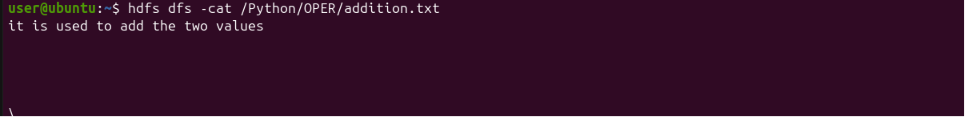 user@ubuntu:~$ hdfs dfs -cat /Python/OPER/addition.txt
it is used to add the two values
\